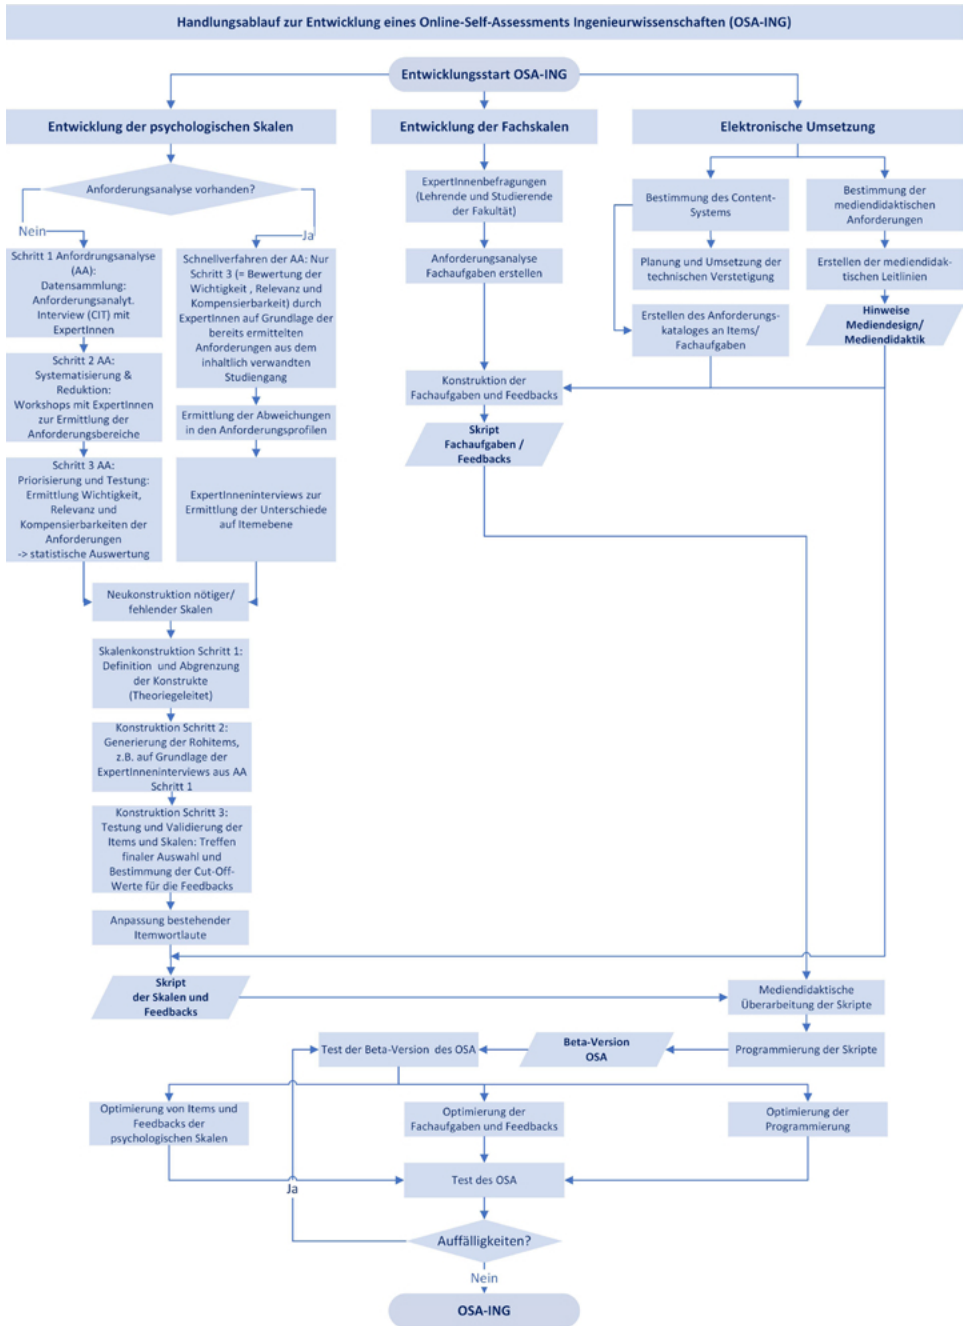 Handlungsablauf zur Entwicklung eines Online-Self-Assessments Ingenieurwissenschaften (OSA-ING)
Entwicklungsstart OSA-ING
Entwicklung der psychologischen Skalen
Anforderungsanalyse vorhanden?
Nein
Ja
Schritt 1 Anforderungsanalyse
(AA):
Datensammlung:
Anforderungsanalyt.
Interview (CIT) mit
ExpertInnen
Schritt 2 AA:
Systematisierung &
Reduktion:
Workshops mit ExpertInnen
zur Ermittlung der
Anforderungsbereiche
Schritt 3 AA:
Priorisierung und Testung:
Ermittlung Wichtigkeit,
Relevanz und
Kompensierbarkeiten der
Anforderungen
-> statistische Auswertung
Schnellverfahren der AA: Nur
Schritt 3 (= Bewertung der
Wichtigkeit , Relevanz und
Kompensierbarkeit) durch
ExpertInnen auf Grundlage der
bereits ermittelten
Anforderungen aus dem
inhaltlich verwandten
Studiengang
Ermittlung der Abweichungen
in den Anforderungsprofilen
ExpertInneninterviews zur
Ermittlung der Unterschiede
auf Itemebene
Neukonstruktion nötiger/
fehlender Skalen
Skalenkonstruktion Schritt 1:
Definition und Abgrenzung
der Konstrukte
(Theoriegeleitet)
Konstruktion Schritt 2:
Generierung der Rohitems,
z.B. auf Grundlage der
ExpertInneninterviews aus AA
Schritt 1
Konstruktion Schritt 3:
Testung und Validierung der
Items und Skalen: Treffen
finaler Auswahl und
Bestimmung der Cut-Off-
Werte für die Feedbacks
Anpassung bestehender
Itemwortlaute
Skript
der Skalen und
Feedbacks
Entwicklung der Fachskalen
ExpertInnenbefragungen
(Lehrende und Studierende
der Fakultät)
Anforderungsanalyse
Fachaufgaben erstellen
Konstruktion der
Fachaufgaben und Feedbacks
Skript
Fachaufgaben /
Feedbacks
Elektronische Umsetzung
Bestimmung des Content-
Systems
Planung und Umsetzung der
technischen Verstetigung
Erstellen des Anforderungs-
kataloges an Items/
Fachaufgaben
Bestimmung der
mediendidaktischen
Anforderungen
Erstellen der mediendidak-
tischen Leitlinien
Hinweise
Mediendesign/
Mediendidaktik
Mediendidaktische
Überarbeitung der Skripte
Programmierung der Skripte
Beta-Version
OSA
Test der Beta-Version des OSA
Optimierung von Items und
Feedbacks der
psychologischen Skalen
Optimierung der
Fachaufgaben und Feedbacks
Optimierung der
Programmierung
Test des OSA
Ja
Auffälligkeiten?
Nein
OSA-ING